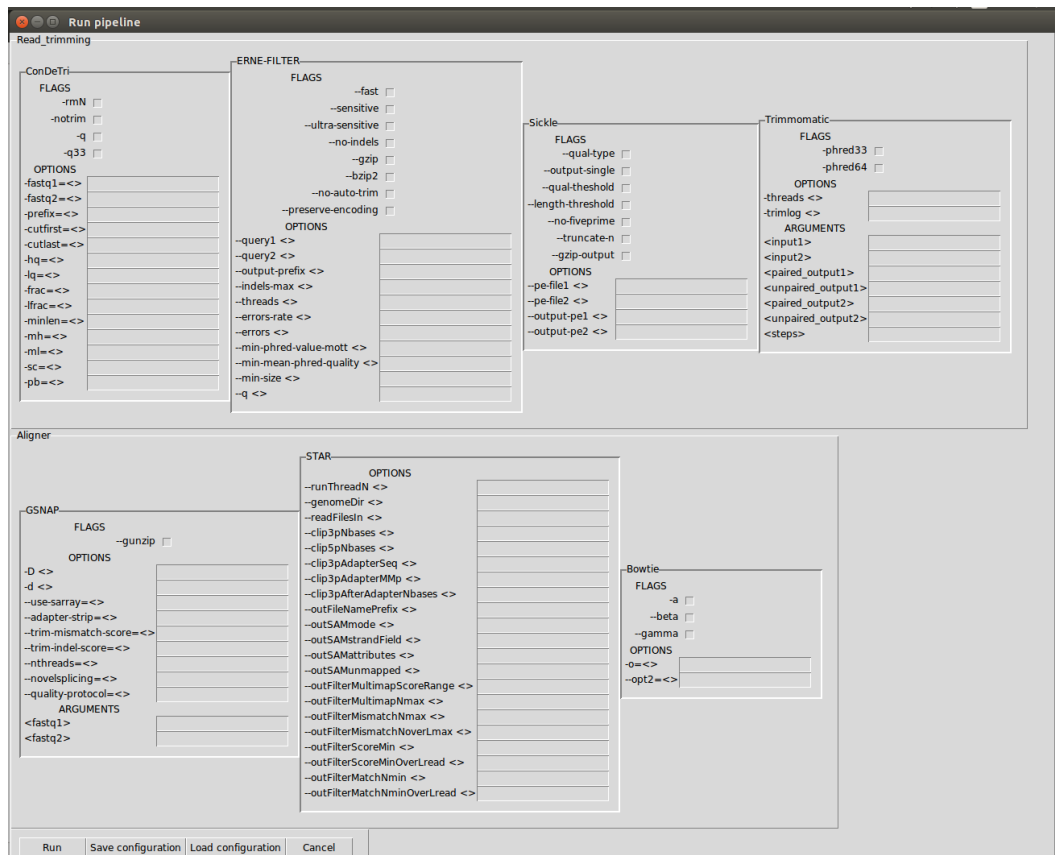 Run pipeline
Read_trimming
ConDeTri
FLAGS
-rmN
-notrim
-q
-q33
OPTIONS
-fastq1=<>
-fastq2=<>
-prefix=<>
-cutfirst=<>
-cutlast=<>
-hq=<>
-lq=<>
-frac=<>
-lfrac=<>
-minlen=<>
-mh=<>
-ml=<>
-sc=<>
-pb=<>
ERNE-FILTER
FLAGS
--fast
--sensitive
--ultra-sensitive
--no-indels
--gzip
--bzip2
--no-auto-trim
--preserve-encoding
OPTIONS
--query1 <>
--query2 <>
--output-prefix <>
--indels-max <>
--threads <>
--errors-rate <>
--errors <>
--min-phred-value-mott <>
--min-mean-phred-quality <>
--min-size <>
--q <>
Sickle
FLAGS
--qual-type
--output-single
--qual-theshold
--length-threshold
--no-fiveprime
--truncate-n
--gzip-output
OPTIONS
--pe-file1 <>
--pe-file2 <>
--output-pe1 <>
--output-pe2 <>
Trimmomatic
FLAGS
-phred33
-phred64
OPTIONS
-threads <>
-trimlog <>
ARGUMENTS
<input1>
<input2>
<paired_output1>
<unpaired_output1>
<paired_output2>
<unpaired_output2>
<steps>
Aligner
GSNAP
FLAGS
--gunzip
OPTIONS
-D <>
-d <>
--use-sarray=<>
--adapter-strip=<>
--trim-mismatch-score=<>
--trim-indel-score=<>
--nthreads=<>
--novelsplicing=<>
--quality-protocol=<>
ARGUMENTS
<fastq1>
<fastq2>
STAR
OPTIONS
--runThreadN <>
--genomeDir <>
--readFilesIn <>
--clip3pNbases <>
--clip5pNbases <>
--clip3pAdapterSeq <>
--clip3pAdapterMMp <>
--clip3pAfterAdapterNbases <>
--outFileNamePrefix <>
--outSAMmode <>
--outSAMstrandField <>
--outSAMattributes <>
--outSAMunmapped <>
--outFilterMultimapScoreRange <>
--outFilterMultimapNmax <>
--outFilterMismatchNmax <>
--outFilterMismatchNoverLmax <>
--outFilterScoreMin <>
--outFilterScoreMinOverLread <>
--outFilterMatchNmin <>
--outFilterMatchNminOverLread <>
Bowtie
FLAGS
-a
--beta
--gamma
OPTIONS
-o=<>
--opt2=<>
Run
Save configuration
Load configuration
Cancel